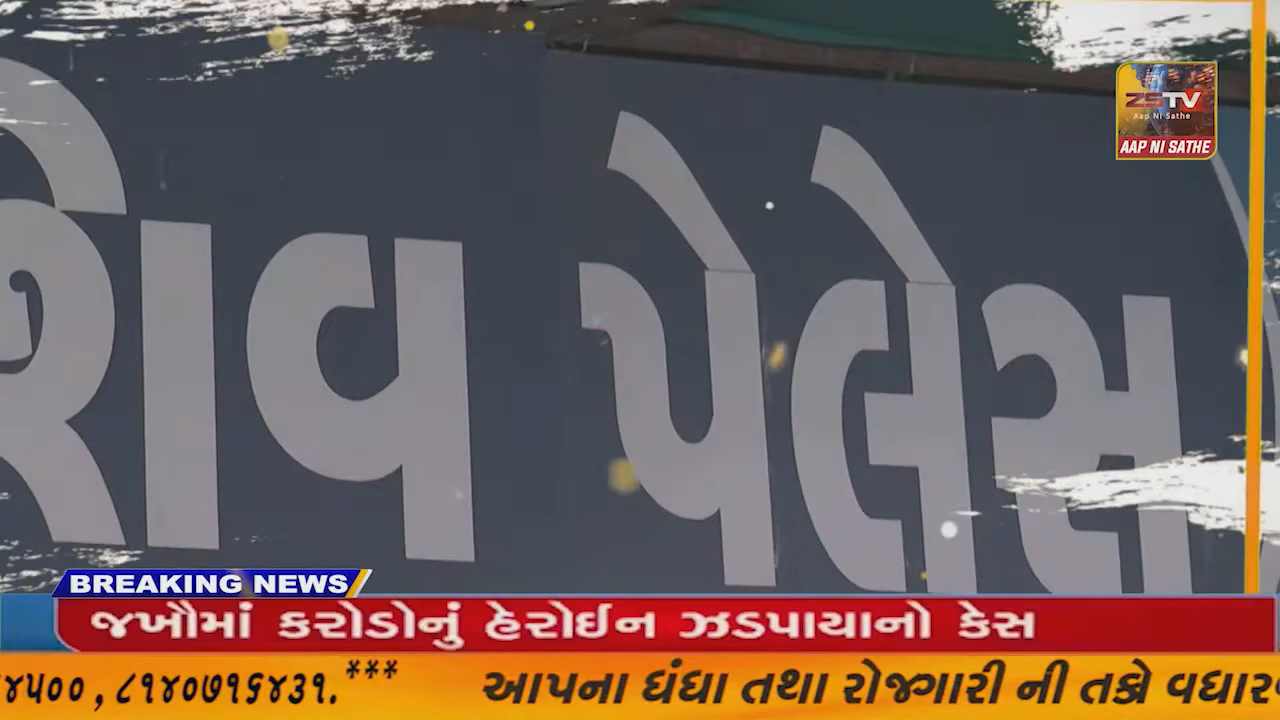 ZSTV
Aap Ni Sathe
AAP NI SATHE
શિવ પેલેસ
BREAKING NEWS
જખૌમાં કરોડોનું હેરોઈન ઝડપાયાનો કેસ
૪૫૦૦,૮૧૪૦૭૧૬૪૩૧.*** આપના ધંધા તથા રોજગારી ની તકો